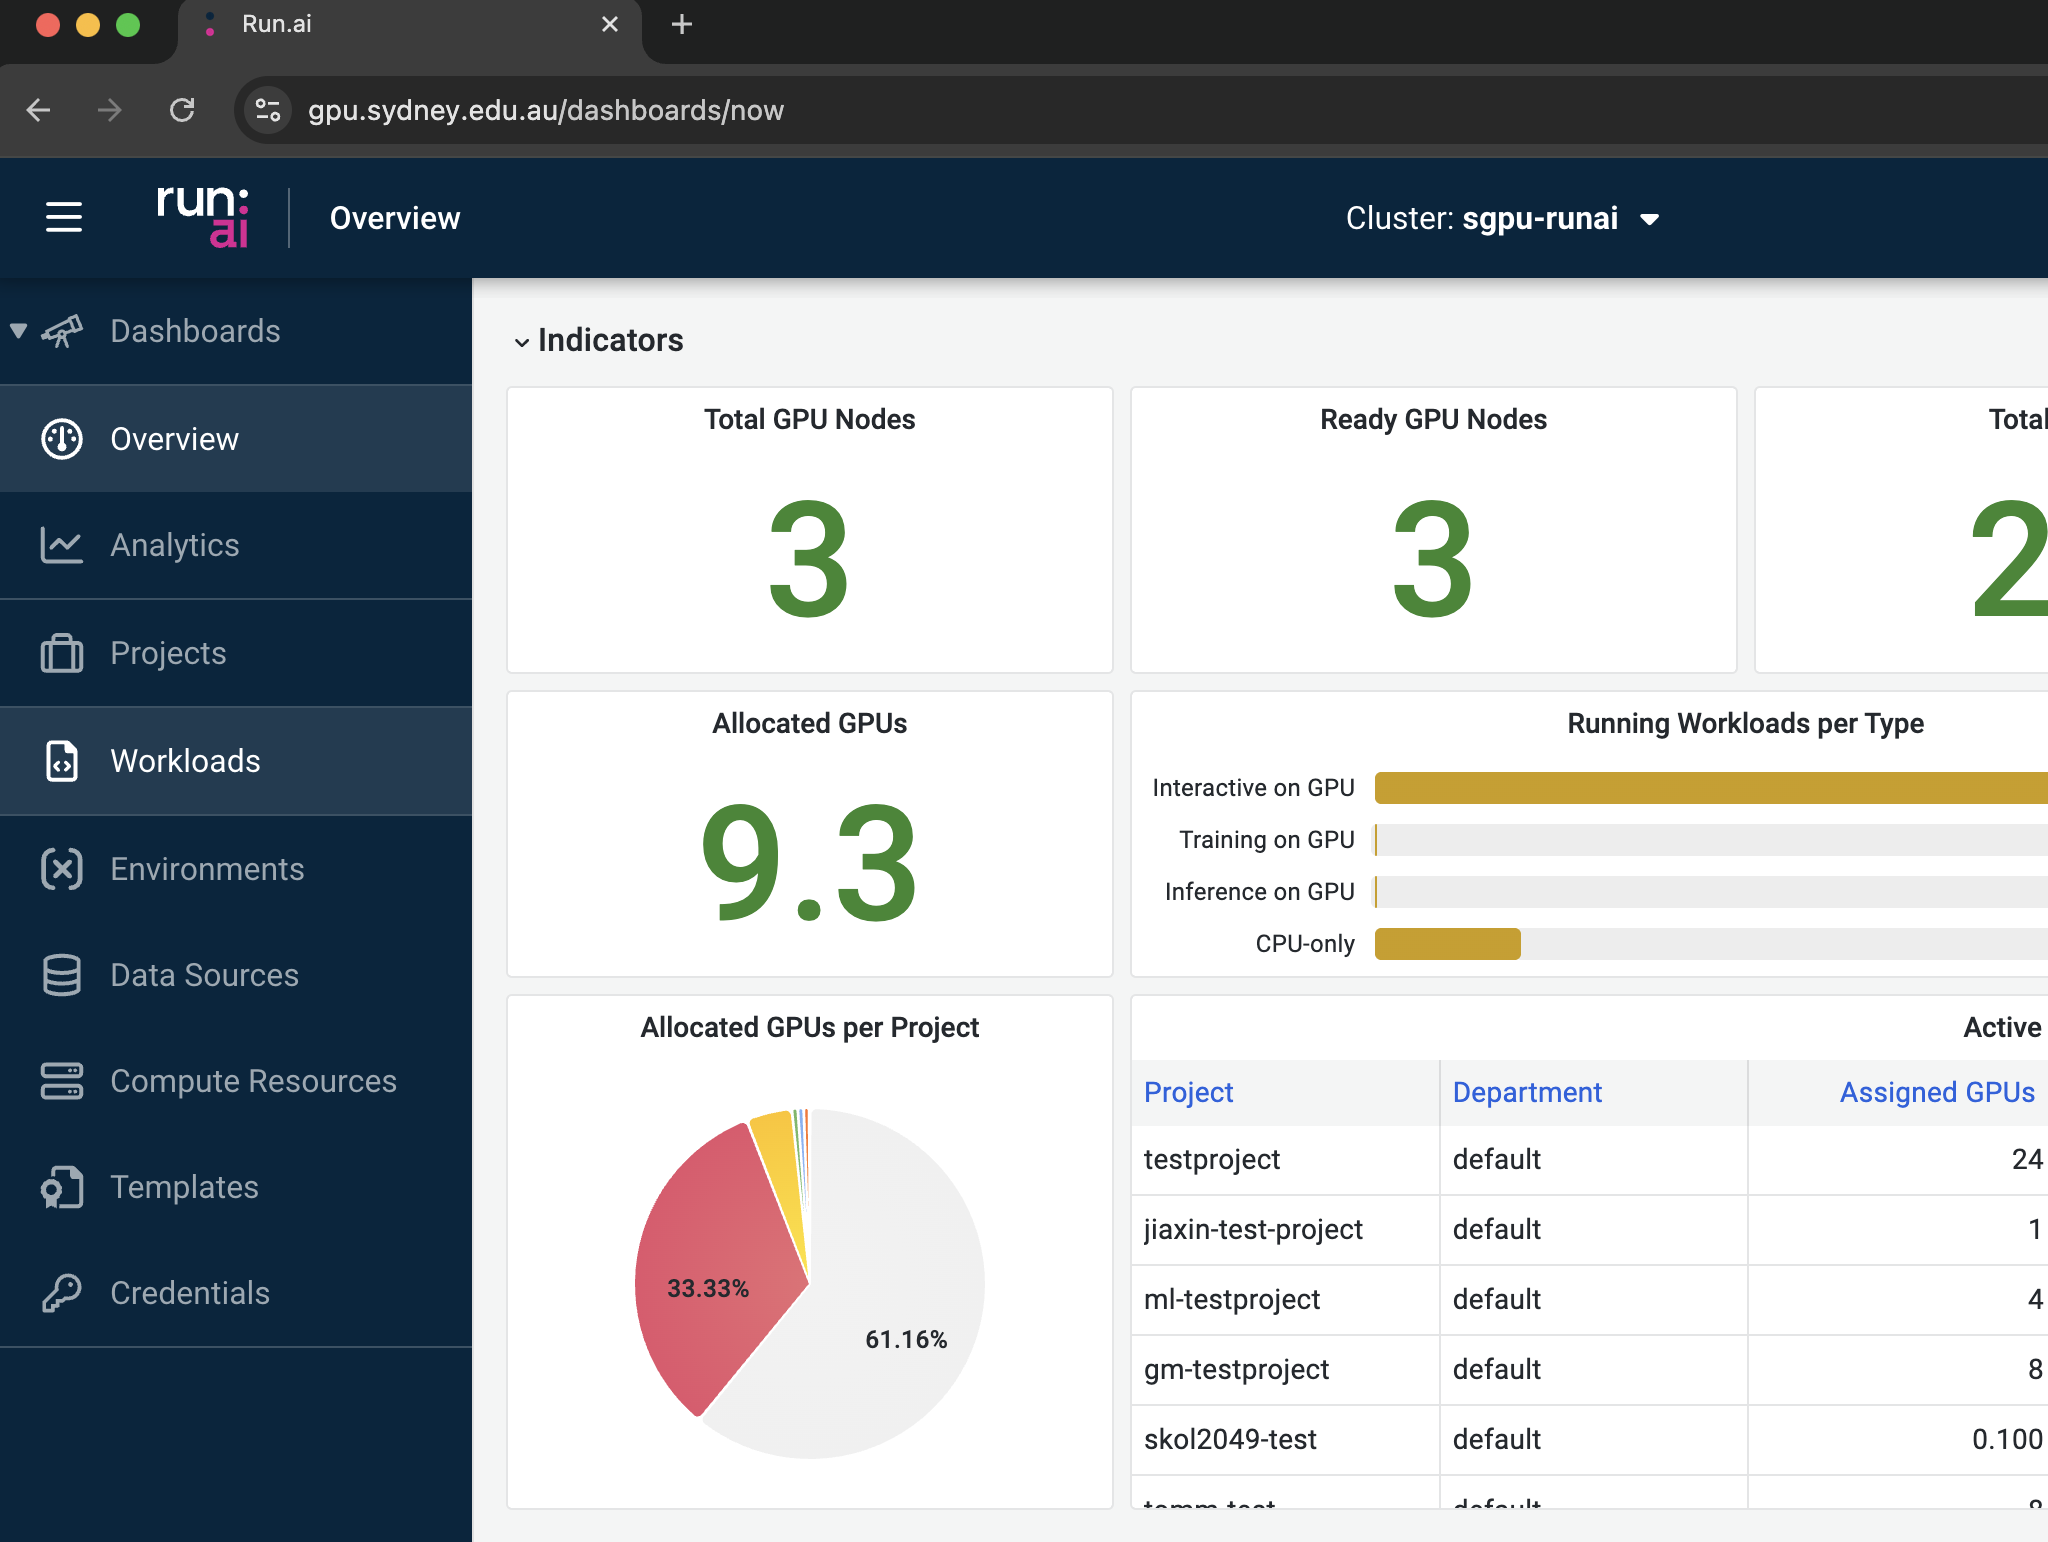 Run.ai
gpu.sydney.edu.au/dashboards/now
run:
ai
Overview
Cluster: sgpu-runai
Dashboards
Overview
Analytics
Projects
Workloads
Environments
Data Sources
Compute Resources
Templates
Credentials
Indicators
Total GPU Nodes
3
Ready GPU Nodes
3
Total
2
Allocated GPUs
9.3
Running Workloads per Type
Interactive on GPU
Training on GPU
Inference on GPU
CPU-only
Allocated GPUs per Project
33.33%
61.16%
Active
Project Department Assigned GPUs
testproject default 24
jiaxin-test-project default 1
ml-testproject default 4
gm-testproject default 8
skol2049-test default 0.100
default